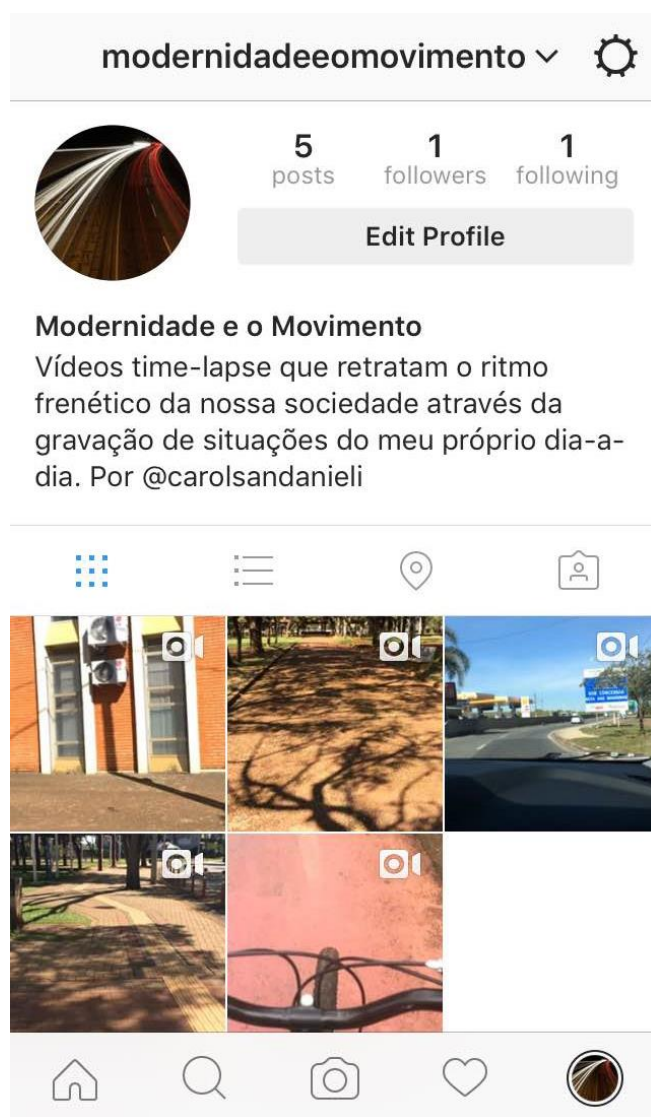 modernidadeeomovimento
5 1 1
posts followers following
Edit Profile
Modernidade e o Movimento
Vídeos time-lapse que retratam o ritmo
frenético da nossa sociedade através da
gravação de situações do meu próprio dia-a-
dia. Por @carolsandanieli